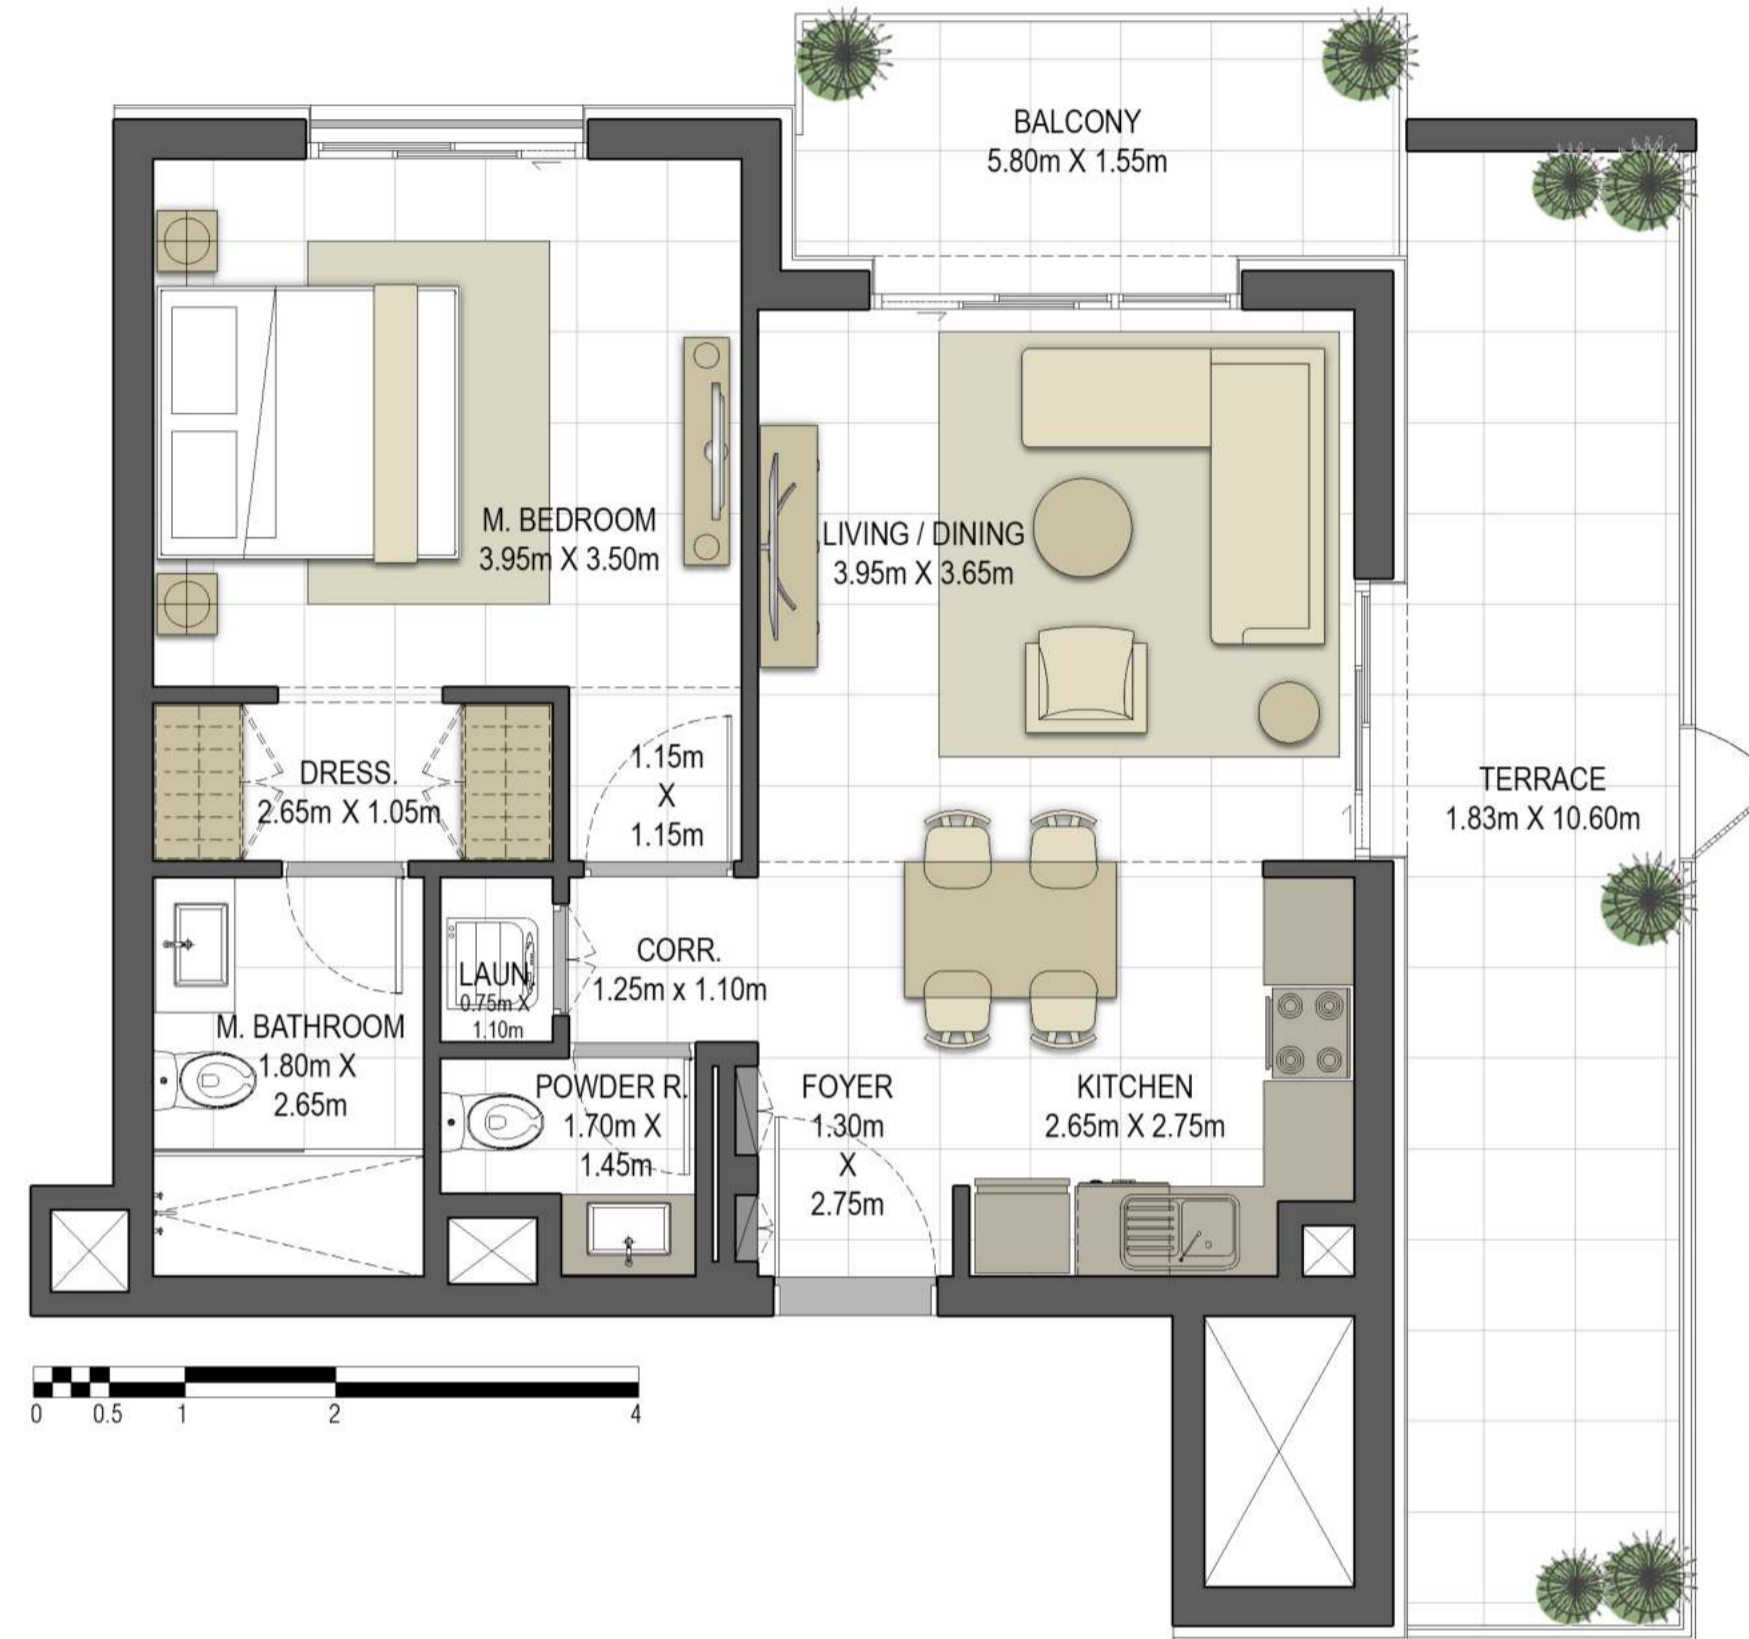 BALCONY
5.80m X 1.55m
M. BEDROOM
3.95m X 3.50m
LIVING / DINING
3.95m X 3.65m
DRESS.
2.65m X 1.05m
1.15m
X
1.15m
TERRACE
1.83m X 10.60m
CORR.
1.25m x 1.10m
LAUN.
0.75m X
1.10m
M. BATHROOM
1.80m X
2.65m
POWDER R.
1.70m X
1.45m
FOYER
1.30m
X
2.75m
KITCHEN
2.65m X 2.75m
0 0.5 1 2 4